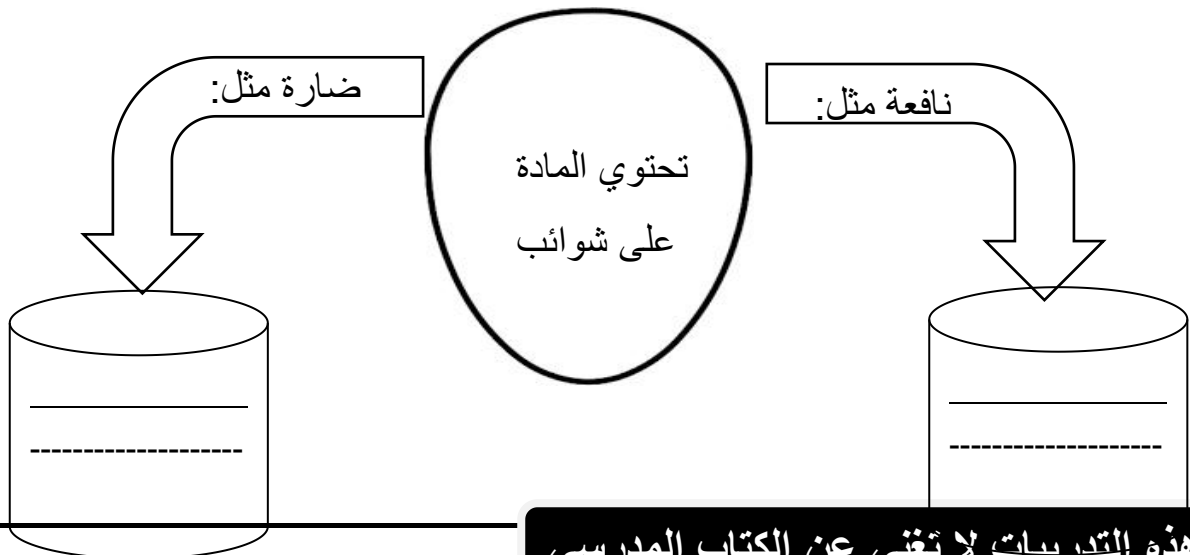 نافعة مثل:
ضارة مثل:
تحتوي المادة
على شوائب
هذه التدريبات لا تغني عن الكتاب المدرسي